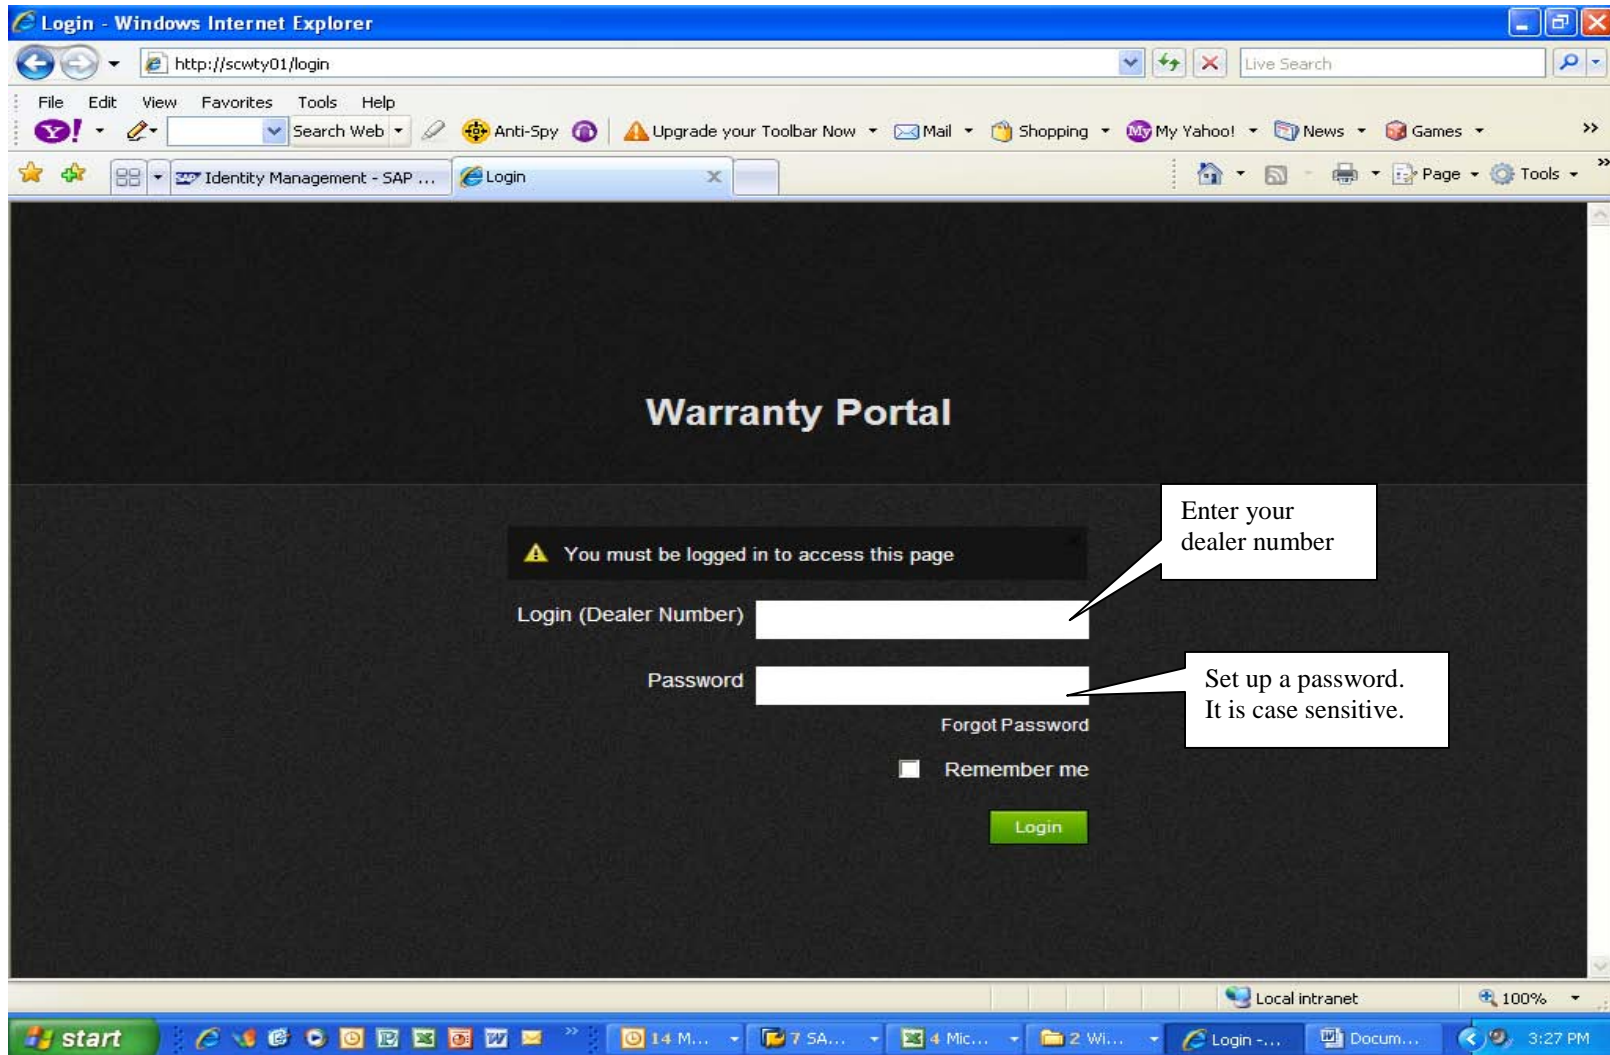 Login - Windows Internet Explorer
http://scwty01/login
Live Search
File Edit View Favorites Tools Help
Search Web Anti-Spy Upgrade your Toolbar Now Mail Shopping My Yahoo! News Games
Identity Management - SAP ... Login Page Tools
Warranty Portal
Enter your
dealer number
You must be logged in to access this page
Login (Dealer Number)
Password
Set up a password.
It is case sensitive.
Forgot Password
Remember me
Login
Local intranet 100%
start 14 M... 7 SA... 4 Mic... 2 Wi... Login -... Docum... 3:27 PM